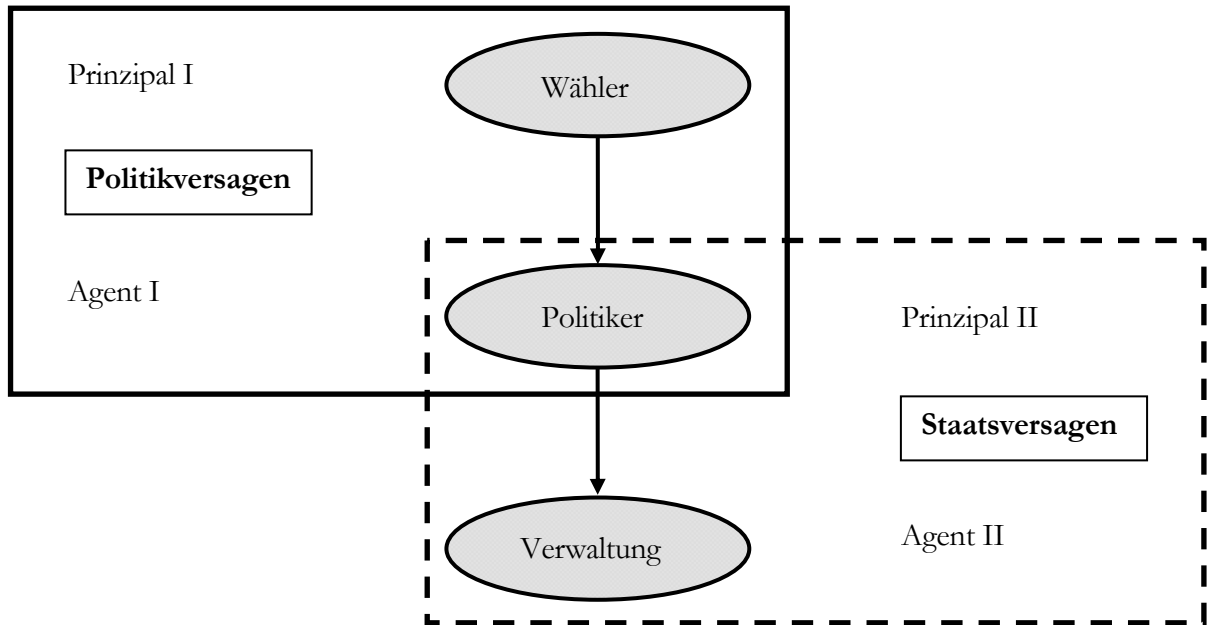 Prinzipal I
Wähler
Politikversagen
Agent I
Politiker
Prinzipal II
Staatsversagen
Agent II
Verwaltung